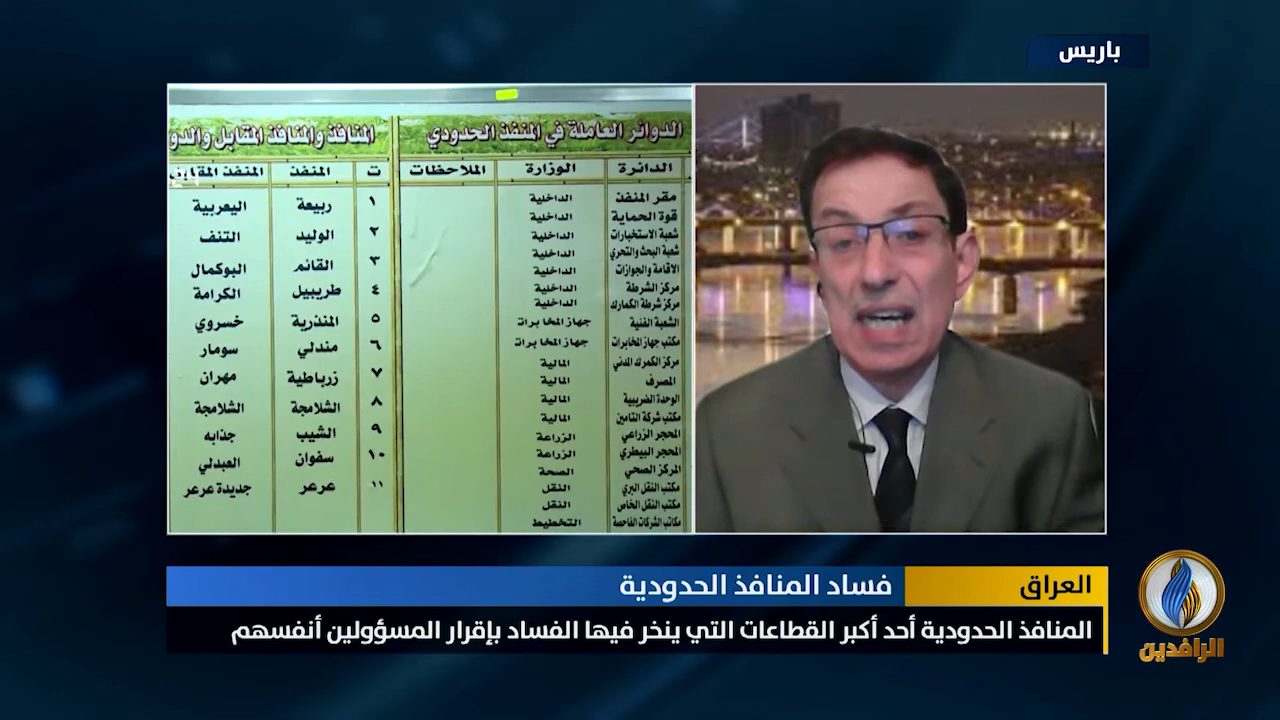 باريس
الدوائر العاملة في المنفذ الحدودي
الدائرة الوزارة الملاحظات
مقر المنفذ الداخلية
قوة الحماية الداخلية
شعبة الاستخبارات الداخلية
شعبة البحث والتحري الداخلية
الاقامة والجوازات الداخلية
مركز الشرطة الداخلية
مركز شرطة الكمارك الداخلية
الشعبة الفنية جهاز المخابرات
مكتب جهاز المخابرات جهاز المخابرات
مركز الكمرك المدني المالية
المصرف المالية
الوحدة الضريبية المالية
مكتب شركة التامين المالية
المحجر الزراعي الزراعة
المحجر البيطري الزراعة
المركز الصحي الصحة
مكتب النقل البري النقل
مكتب النقل الخاص النقل
مكاتب الشركات الفاحصة التخطيط
المنافذ والمنافذ المقابل والدو
ت المنفذ المنفذ
١ ربيعة اليعربية
٢ الوليد التنف
٣ القائم البوكمال
٤ طريبيل الكرامة
٥ المنذرية خسروي
٦ مندلي سومار
٧ زرباطية مهران
٨ الشلامجة الشلامجة
٩ الشيب جذابه
١٠ سفوان العبدلي
١١ عرعر جديدة عرعر
العراق
فساد المنافذ الحدودية
المنافذ الحدودية أحد أكبر القطاعات التي ينخر فيها الفساد بإقرار المسؤولين أنفسهم
الرافدين